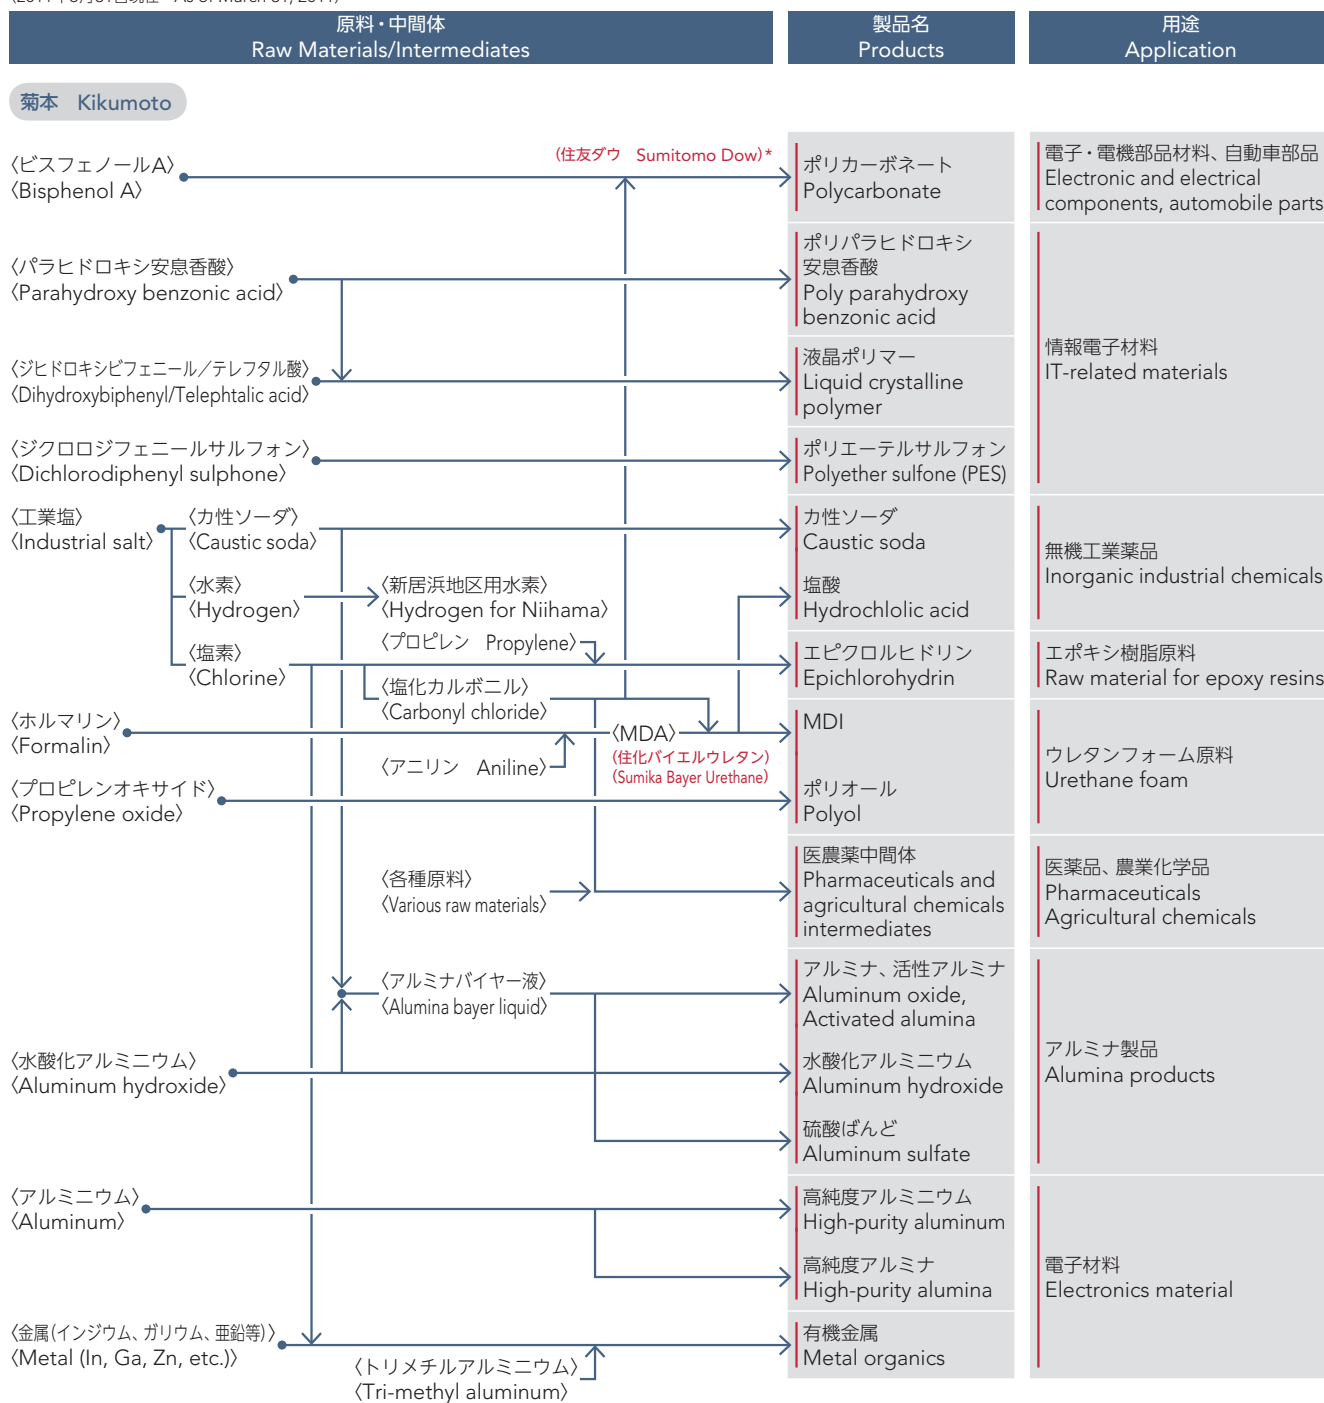 原料・中間体
Raw Materials/Intermediates
製品名
Products
用途
Application
菊本 Kikumoto
〈ビスフェノールA〉
〈Bisphenol A〉
(住友ダウ Sumitomo Dow)*
ポリカーボネート
Polycarbonate
電子・電機部品材料、自動車部品
Electronic and electrical
components, automobile parts
〈パラヒドロキシ安息香酸〉
〈Parahydroxy benzonic acid〉
ポリパラヒドロキシ
安息香酸
Poly parahydroxy
benzonic acid
〈ジヒドロキシビフェニール／テレフタル酸〉
〈Dihydroxybiphenyl/Telephtalic acid〉
液晶ポリマー
Liquid crystalline
polymer
情報電子材料
IT-related materials
〈ジクロロジフェニールサルフォン〉
〈Dichlorodiphenyl sulphone〉
ポリエーテルサルフォン
Polyether sulfone (PES)
〈工業塩〉
〈Industrial salt〉
〈カ性ソーダ〉
〈Caustic soda〉
カ性ソーダ
Caustic soda
〈水素〉
〈Hydrogen〉
〈新居浜地区用水素〉
〈Hydrogen for Niihama〉
塩酸
Hydrochlolic acid
無機工業薬品
Inorganic industrial chemicals
〈プロピレン Propylene〉
〈塩素〉
〈Chlorine〉
エピクロルヒドリン
Epichlorohydrin
エポキシ樹脂原料
Raw material for epoxy resins
〈塩化カルボニル〉
〈Carbonyl chloride〉
〈ホルマリン〉
〈Formalin〉
〈MDA〉
(住化バイエルウレタン)
(Sumika Bayer Urethane)
MDI
〈アニリン Aniline〉
〈プロピレンオキサイド〉
〈Propylene oxide〉
ポリオール
Polyol
ウレタンフォーム原料
Urethane foam
〈各種原料〉
〈Various raw materials〉
医農薬中間体
Pharmaceuticals and
agricultural chemicals
intermediates
医薬品、農業化学品
Pharmaceuticals
Agricultural chemicals
〈アルミナバイヤー液〉
〈Alumina bayer liquid〉
アルミナ、活性アルミナ
Aluminum oxide,
Activated alumina
〈水酸化アルミニウム〉
〈Aluminum hydroxide〉
水酸化アルミニウム
Aluminum hydroxide
アルミナ製品
Alumina products
硫酸ばんど
Aluminum sulfate
〈アルミニウム〉
〈Aluminum〉
高純度アルミニウム
High-purity aluminum
高純度アルミナ
High-purity alumina
電子材料
Electronics material
〈金属(インジウム、ガリウム、亜鉛等)〉
〈Metal (In, Ga, Zn, etc.)〉
〈トリメチルアルミニウム〉
〈Tri-methyl aluminum〉
有機金属
Metal organics